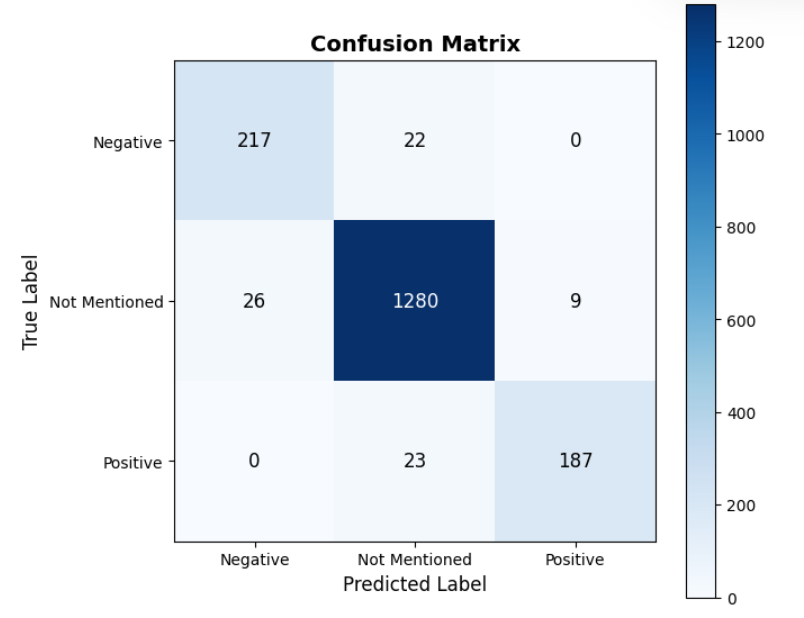 Confusion Matrix
1200
1000
800
600
400
200
0
True Label
Negative
217
22
0
Not Mentioned
26
1280
9
Positive
0
23
187
Negative
Not Mentioned
Positive
Predicted Label